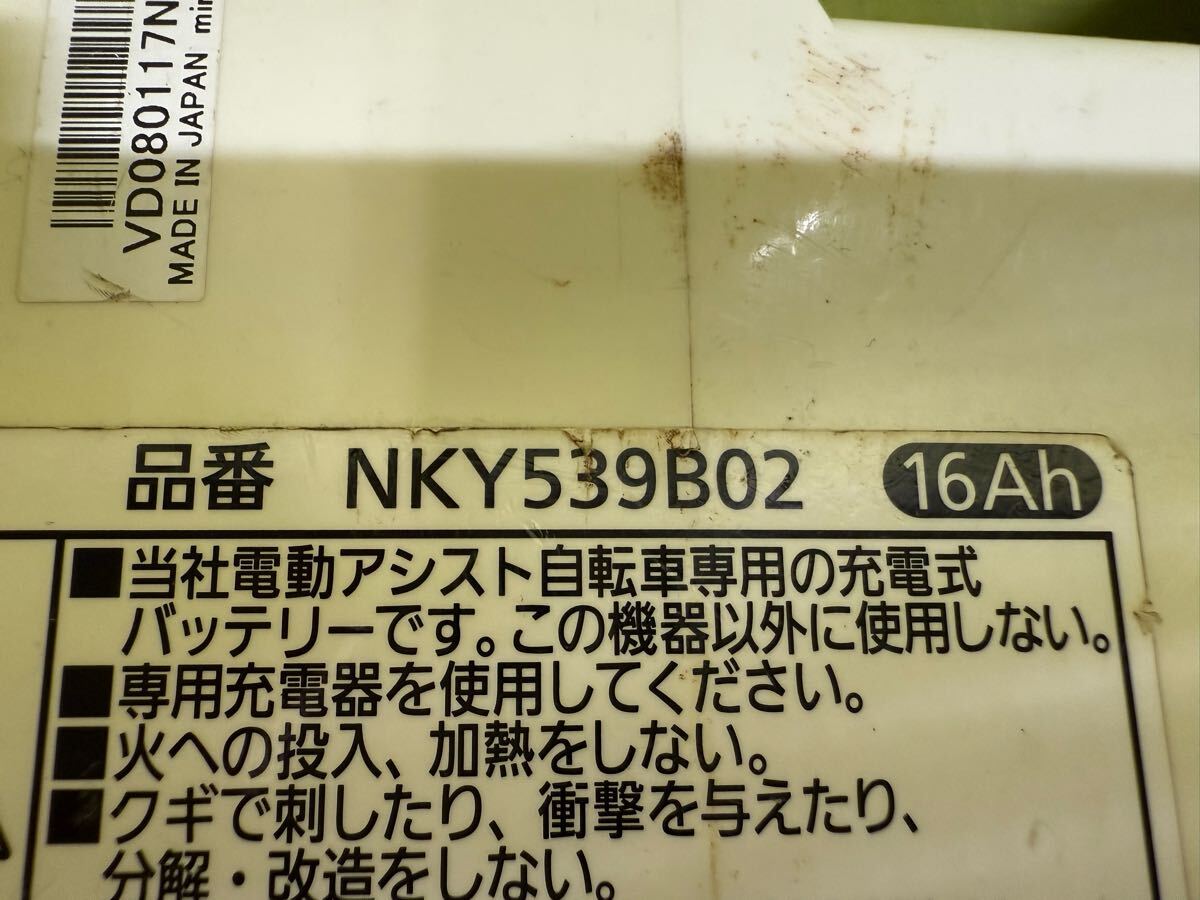 VD080117N
MADE IN JAPAN
品番 NKY539B02 16Ah
■当社電動アシスト自転車専用の充電式
バッテリーです。この機器以外に使用しない。
■専用充電器を使用してください。
■火への投入、加熱をしない。
■クギで刺したり、衝撃を与えたり、
分解・改造をしない。